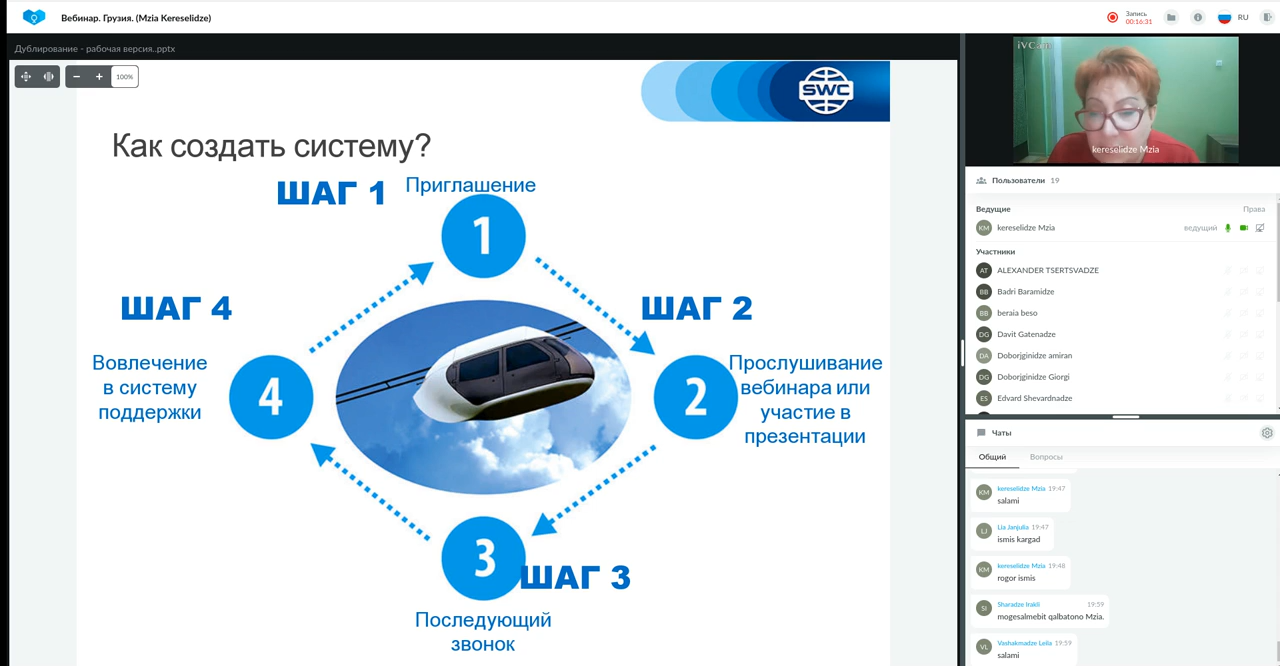 Вебинар. Грузия. (Mzia Kereselidze)
Запись
00:16:31
RU
Дублирование - рабочая версия..pptx
100%
SWC
Как создать систему?
ШАГ 1
Приглашение
1
ШАГ 2
2
Прослушивание
вебинара или
участие в
презентации
3
ШАГ 3
Последующий
звонок
ШАГ 4
4
Вовлечение
в систему
поддержки
iVCam
kereselidze Mzia
Пользователи 19
Ведущие
Права
KM
kereselidze Mzia
ведущий
Участники
AT
ALEXANDER TSERTSVADZE
BB
Badri Baramidze
BB
beraia beso
DG
Davit Gatenadze
DA
Doborjginidze amiran
DG
Doborjginidze Giorgi
ES
Edvard Shevardnadze
Чаты
Общий
Вопросы
KM
kereselidze Mzia 19:47
salami
LJ
Lia Janjulia 19:47
ismis kargad
KM
kereselidze Mzia 19:48
rogor ismis
SI
Sharadze Irakli 19:59
mogesalmebit qalbatono Mzia.
VL
Vashakmadze Leila 19:59
salami